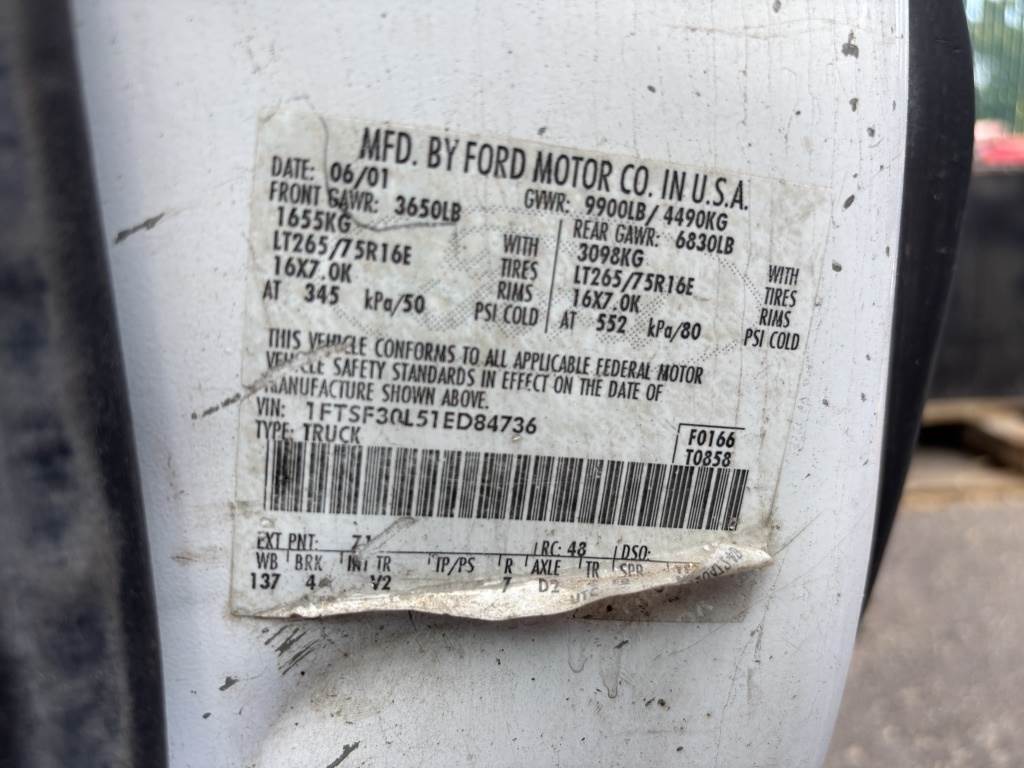 MFD. BY FORD MOTOR CO. IN U.S.A.
DATE: 06/01 GVWR: 9900LB/ 4490KG
FRONT GAWR: 3650LB REAR GAWR: 6830LB
1655KG WITH 3098KG WITH
LT265/75R16E TIRES LT265/75R16E TIRES
16X7.0K RIMS 16X7.0K RIMS
AT 345 kPa/50 PSI COLD AT 552 kPa/80 PSI COLD
THIS VEHICLE CONFORMS TO ALL APPLICABLE FEDERAL MOTOR
VEHICLE SAFETY STANDARDS IN EFFECT ON THE DATE OF
MANUFACTURE SHOWN ABOVE.
VIN: 1FTSF30L51ED84736
TYPE: TRUCK F0166
T0858
EXT PNT: RC: 48 DSO:
WB BRK INT TR TP/PS R AXLE TR SPR
137 4 V2 7 D2